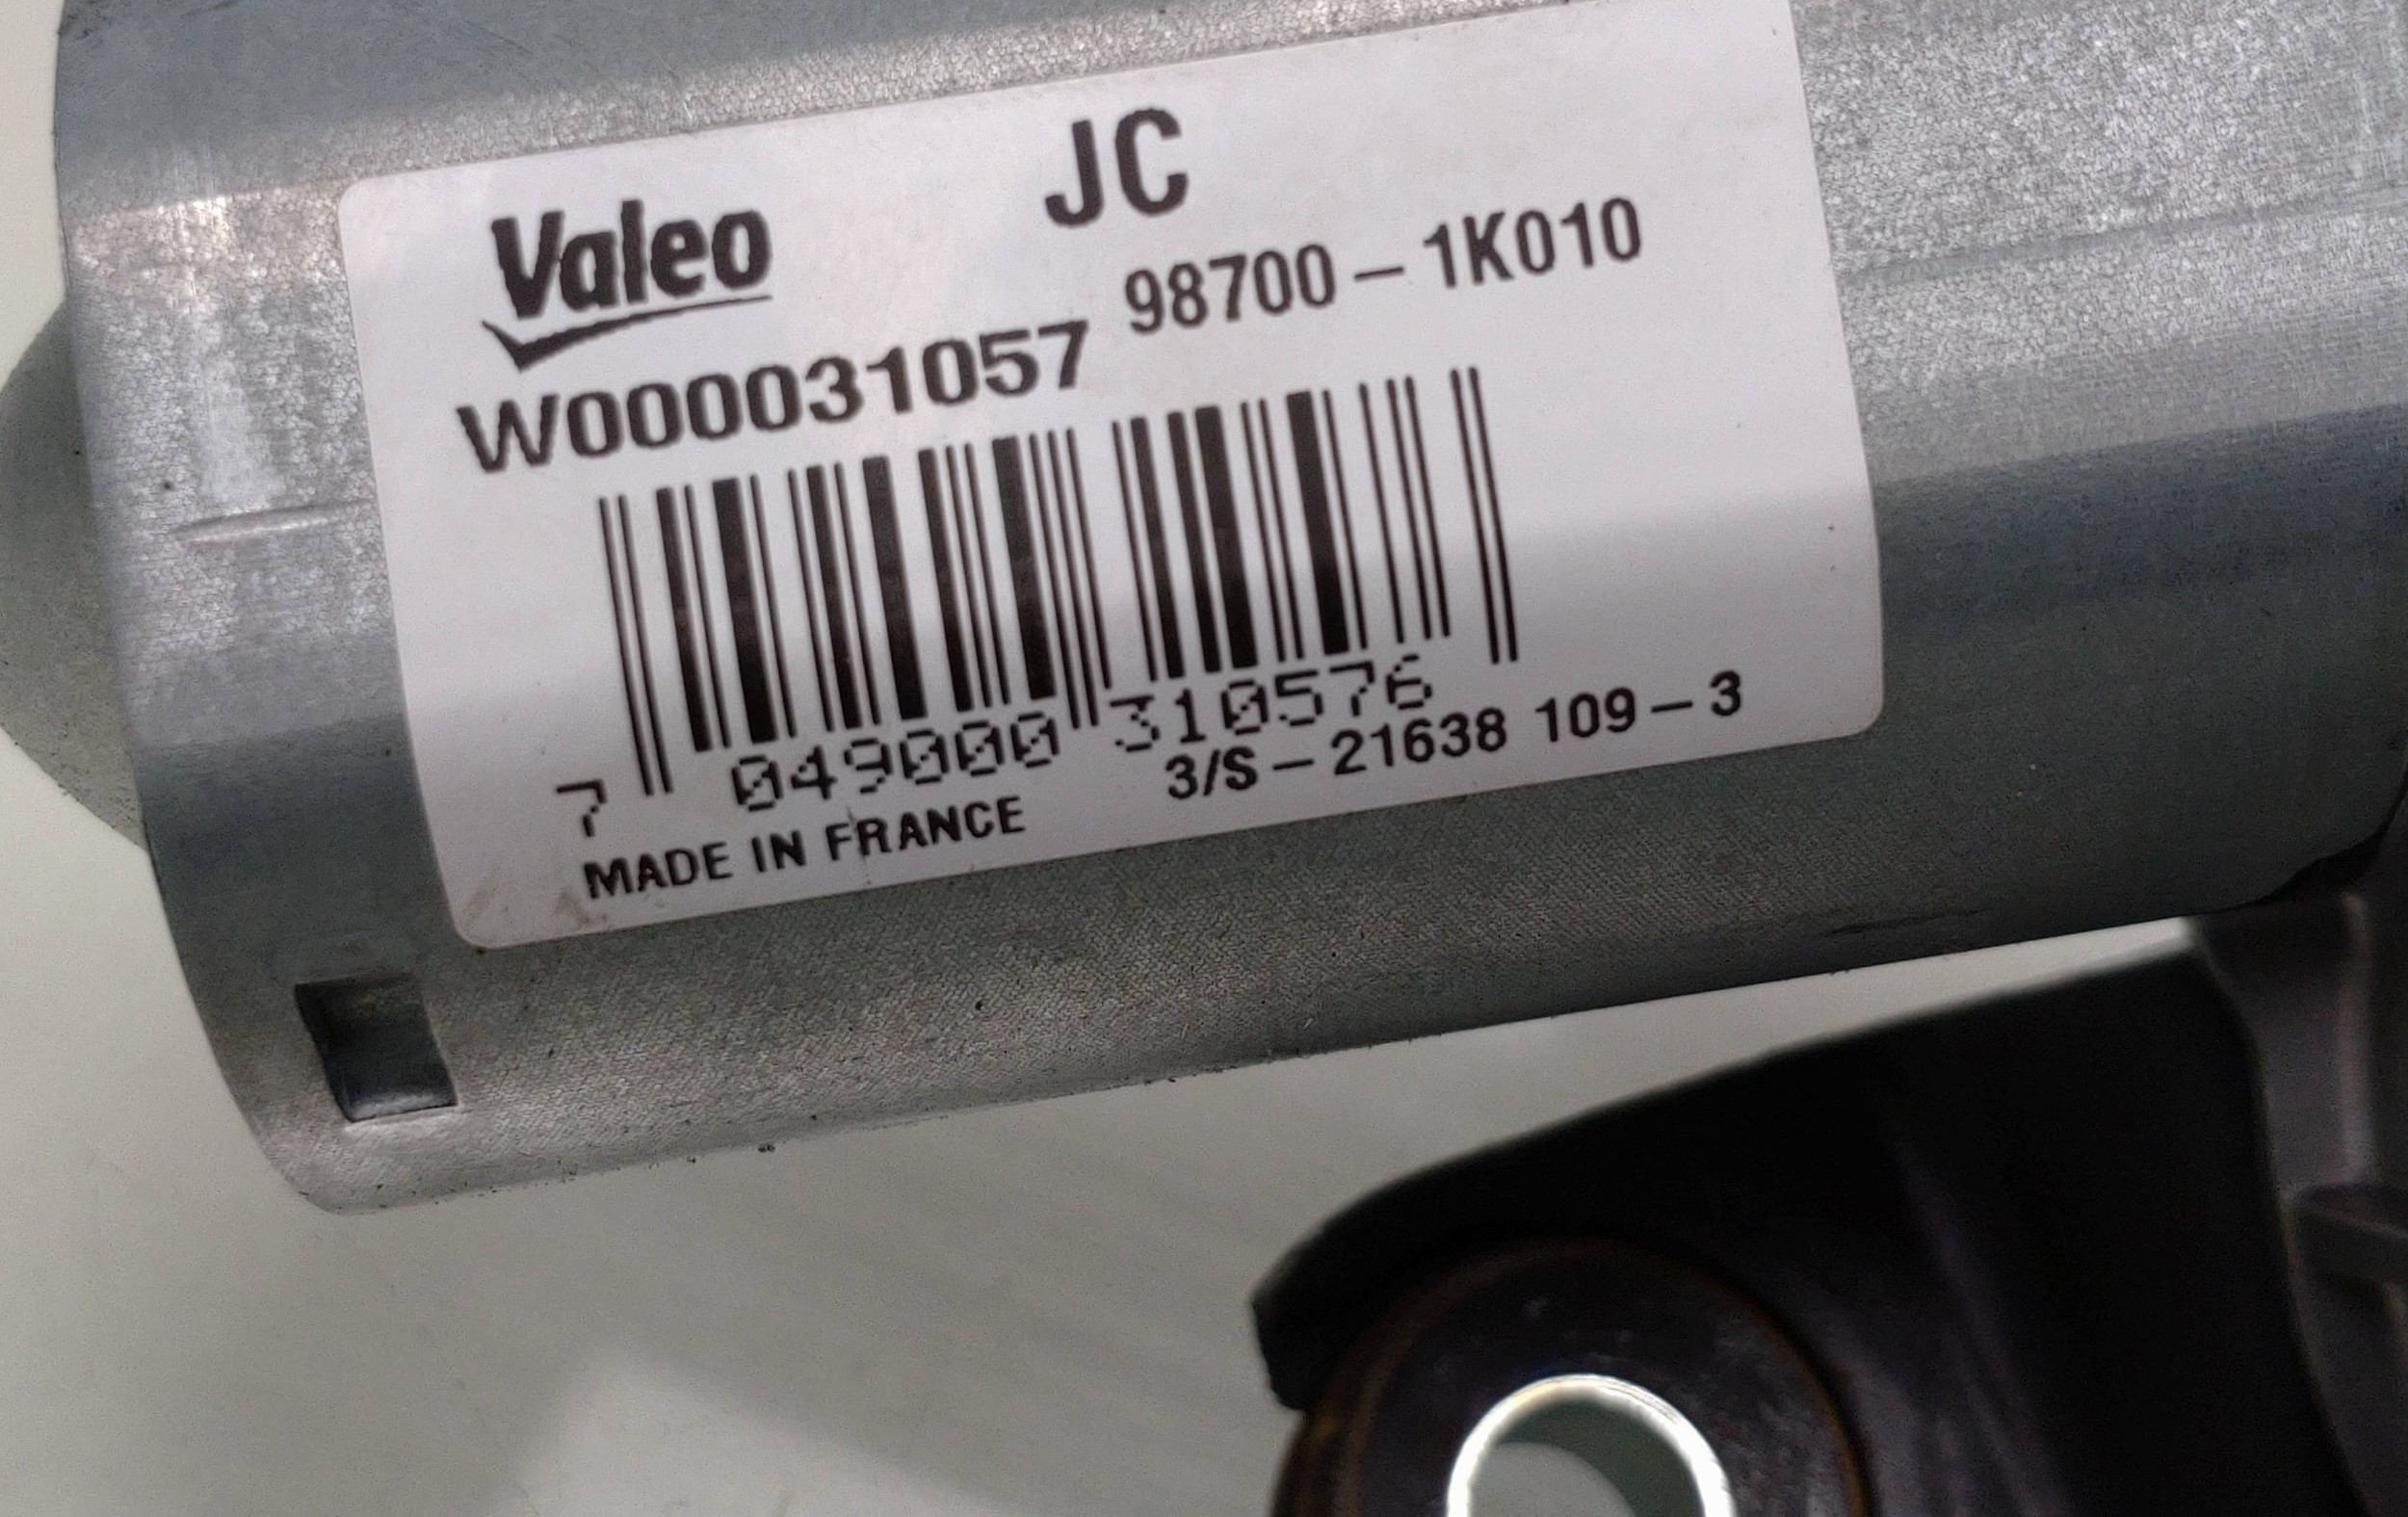 JC
Valeo
98700-1K010
W000031057
7 049000 310576
3/S-21638 109-3
MADE IN FRANCE